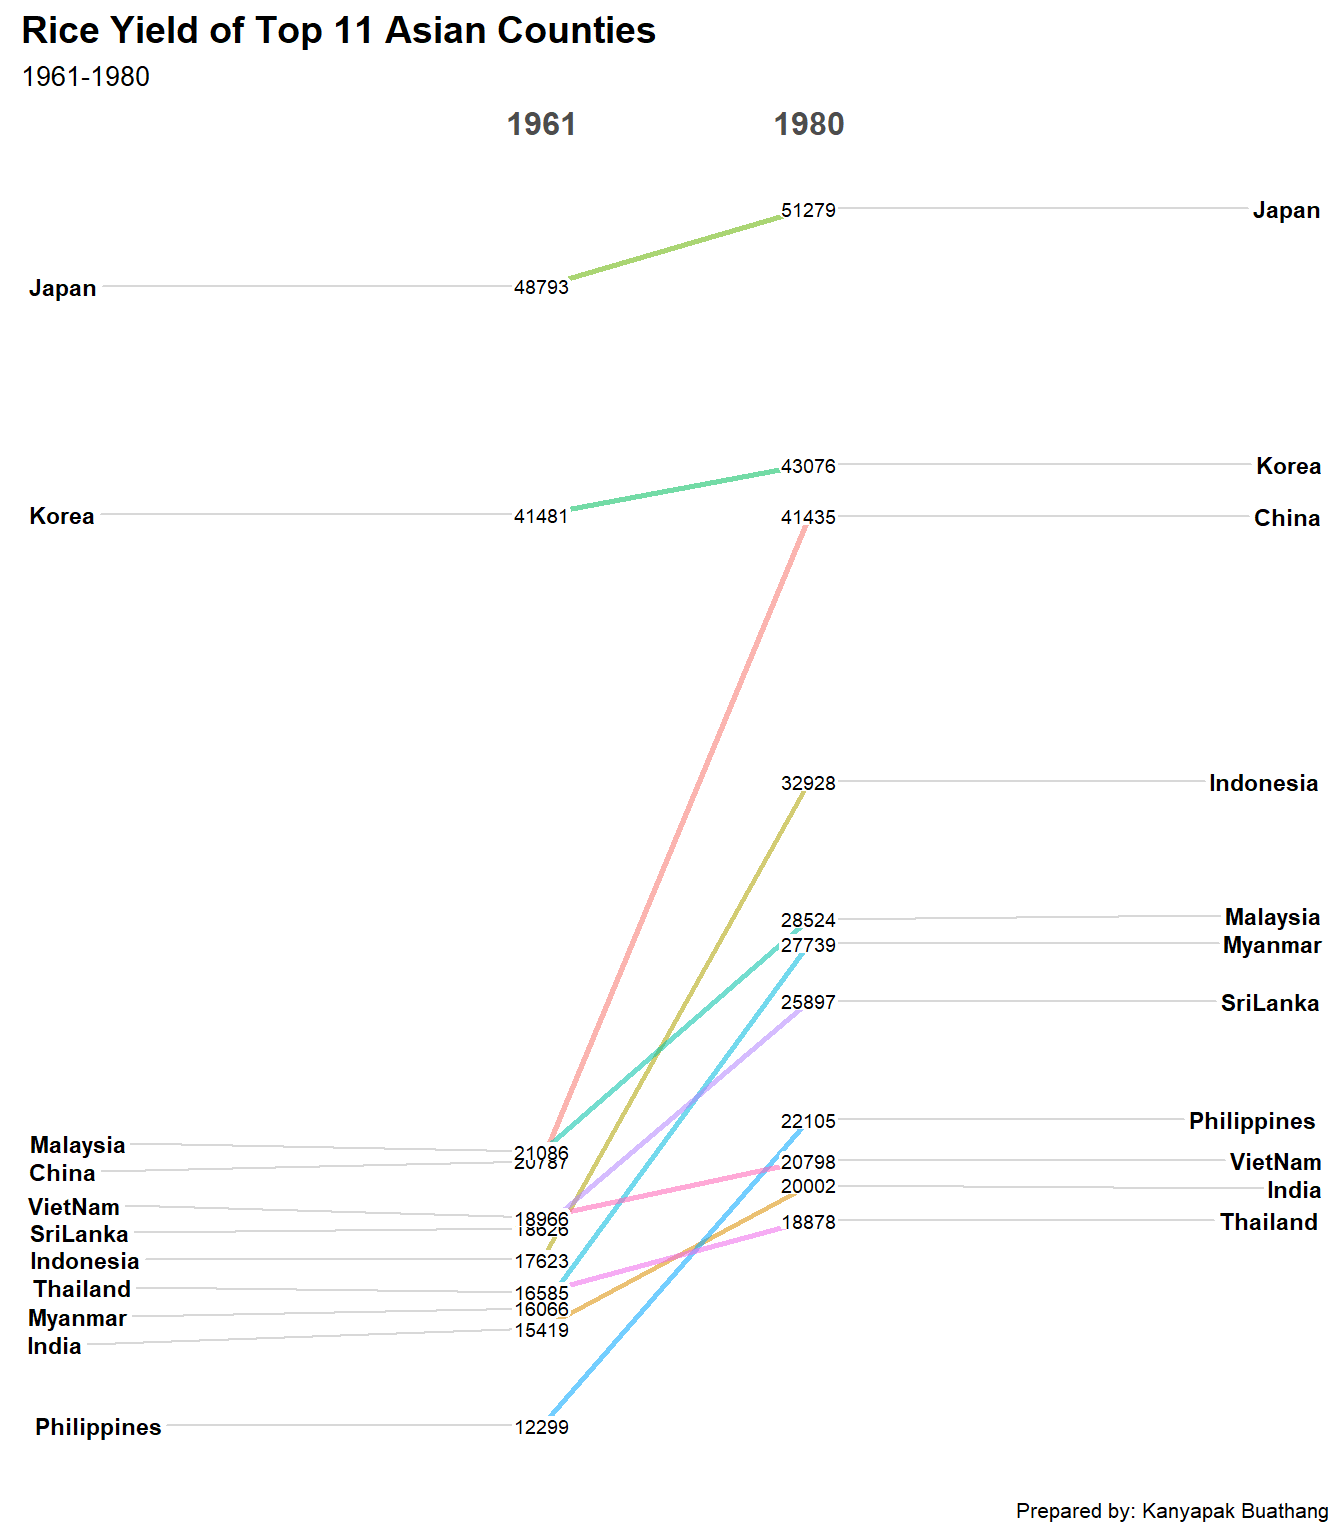 Rice Yield of Top 11 Asian Counties
1961-1980
1961 1980
51279 Japan
Japan 48793
43076 Korea
Korea 41481
41435 China
32928 Indonesia
28524 Malaysia
27739 Myanmar
25897 SriLanka
22105 Philippines
Malaysia 21086
20798 VietNam
China 20787
20002 India
VietNam 18966
18878 Thailand
SriLanka 18626
Indonesia 17623
Thailand 16585
Myanmar 16066
India 15419
Philippines 12299
Prepared by: Kanyapak Buathang